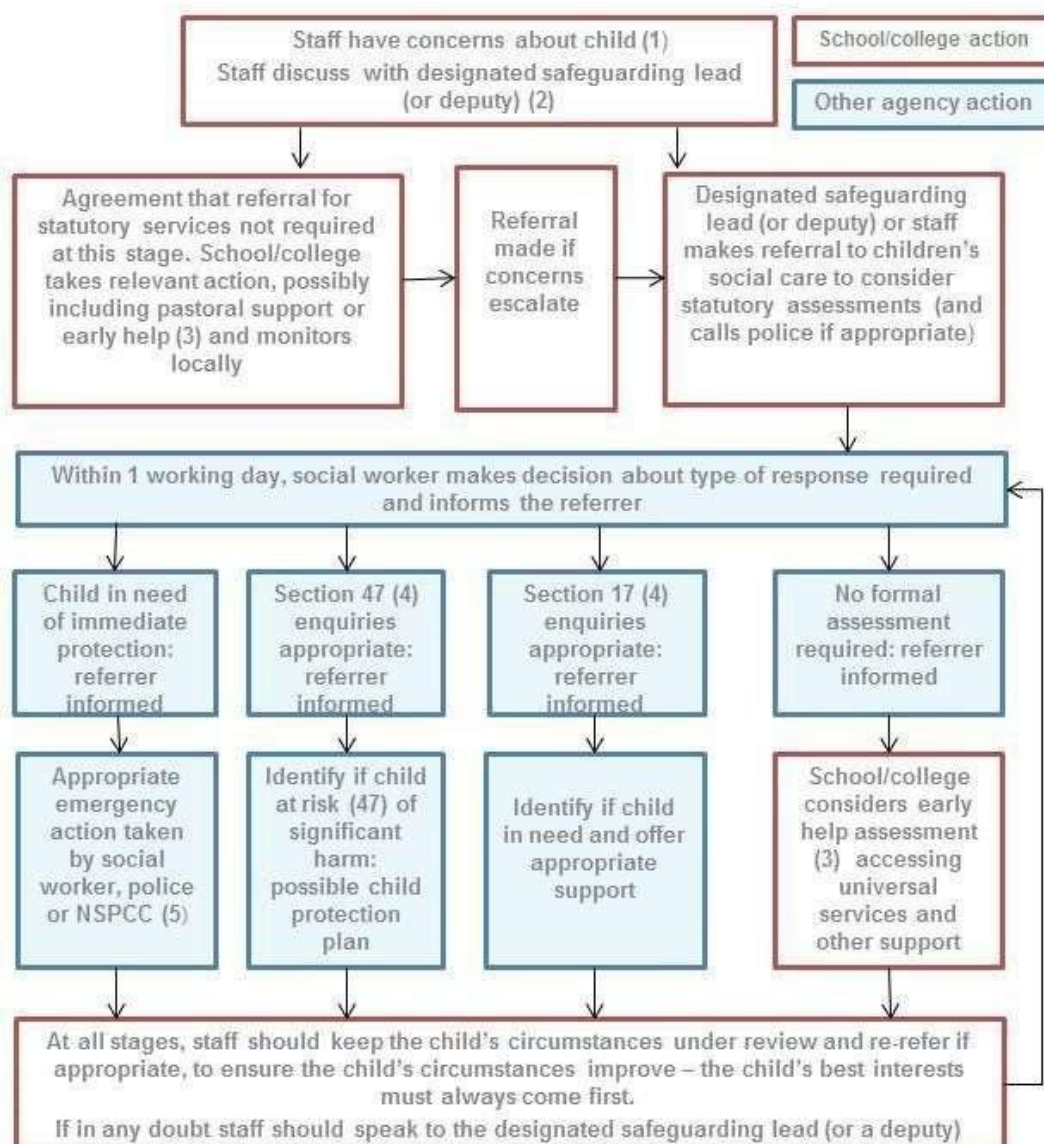 Staff have concerns about child (1)
Staff discuss with designated safeguarding lead
(or deputy) (2)
School/college action
Other agency action
Agreement that referral for
statutory services not required
at this stage. School/college
takes relevant action, possibly
including pastoral support or
early help (3) and monitors
locally
Referral
made if
concerns
escalate
Designated safeguarding
lead (or deputy) or staff
makes referral to children's
social care to consider
statutory assessments (and
calls police if appropriate)
Within 1 working day, social worker makes decision about type of response required
and informs the referrer
Child in need
of immediate
protection:
referrer
informed
Section 47 (4)
enquiries
appropriate:
referrer
informed
Section 17 (4)
enquiries
appropriate:
referrer
informed
No formal
assessment
required: referrer
informed
Appropriate
emergency
action taken
by social
worker, police
or NSPCC (5)
Identify if child
at risk (47) of
significant
harm:
possible child
protection
plan
Identify if child
in need and offer
appropriate
support
School/college
considers early
help assessment
(3) accessing
universal
services and
other support
At all stages, staff should keep the child's circumstances under review and re-refer if
appropriate, to ensure the child's circumstances improve – the child's best interests
must always come first.
If in any doubt staff should speak to the designated safeguarding lead (or a deputy)